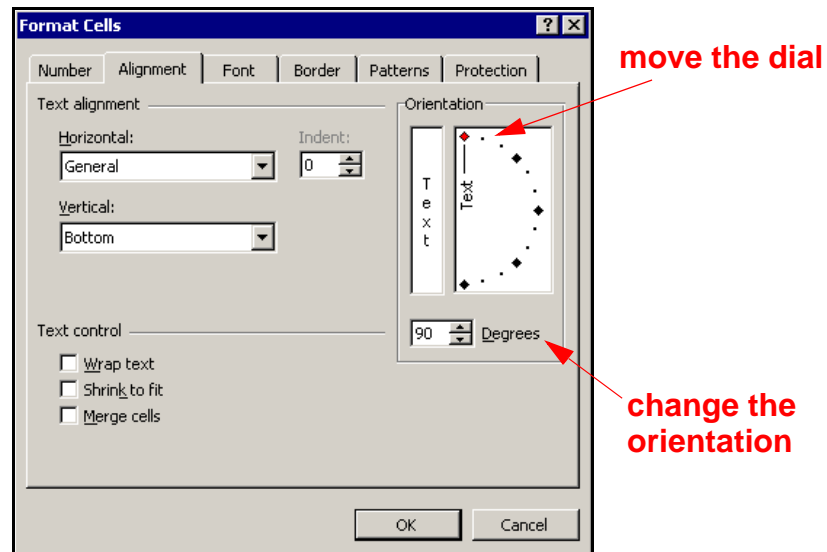 Format Cells
move the dial
Number Alignment Font Border Patterns Protection
Text alignment
Orientation
Horizontal:
Indent:
General
0
Vertical:
Bottom
T
e
x
t
Text
90 Degrees
Text control
Wrap text
Shrink to fit
Merge cells
change the
orientation
OK Cancel